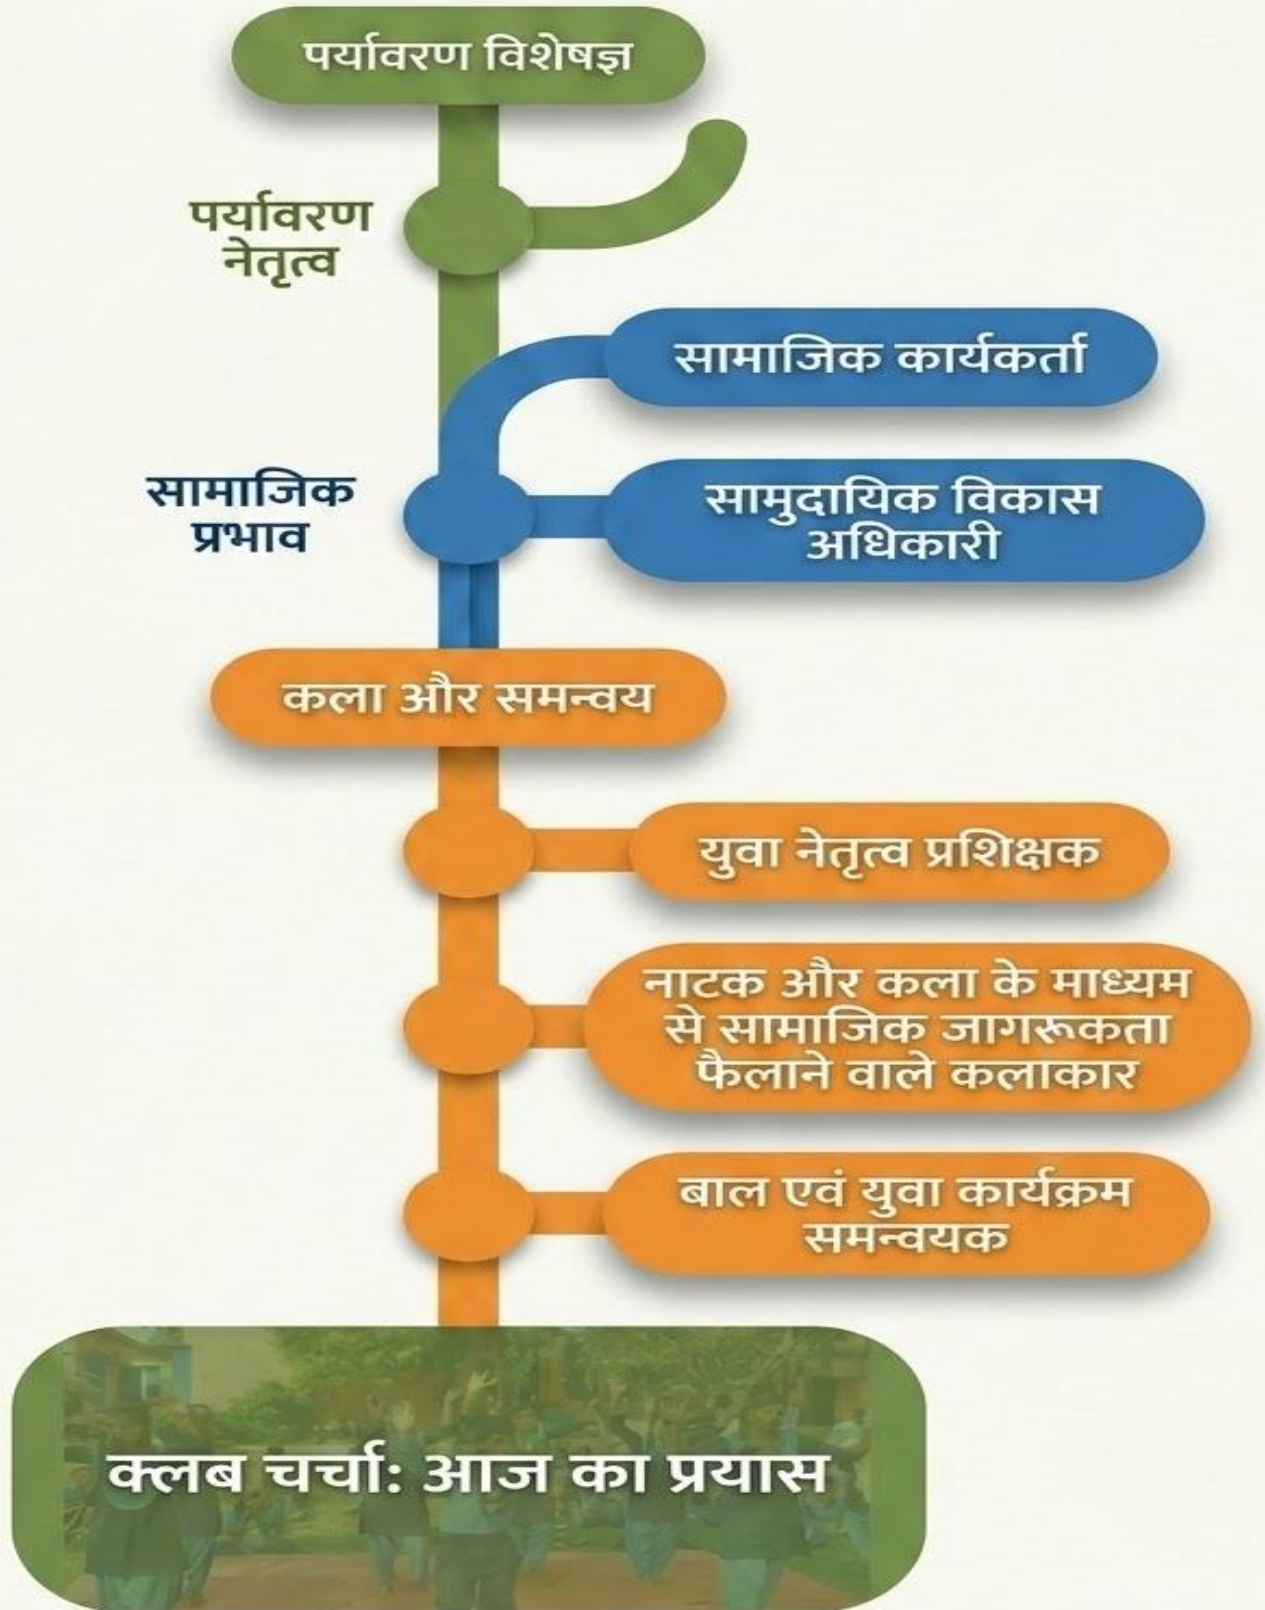 पर्यावरण विशेषज्ञ
पर्यावरण
नेतृत्व
सामाजिक कार्यकर्ता
सामाजिक
प्रभाव
सामुदायिक विकास
अधिकारी
कला और समन्वय
युवा नेतृत्व प्रशिक्षक
नाटक और कला के माध्यम
से सामाजिक जागरूकता
फैलाने वाले कलाकार
बाल एवं युवा कार्यक्रम
समन्वयक
क्लब चर्चा: आज का प्रयास